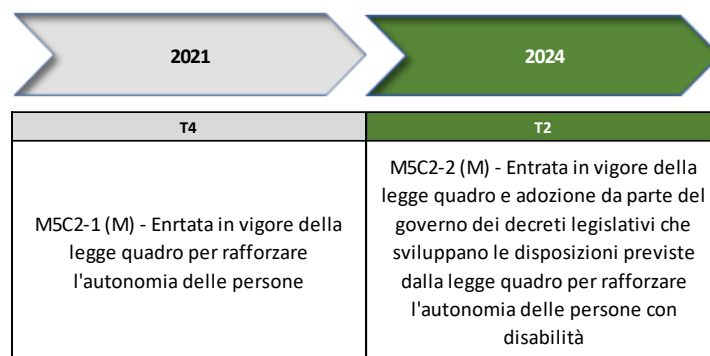 2021
2024
T4
T2
M5C2-1 (M) - Enrtata in vigore della
legge quadro per rafforzare
l'autonomia delle persone
M5C2-2 (M) - Entrata in vigore della
legge quadro e adozione da parte del
governo dei decreti legislativi che
sviluppano le disposizioni previste
dalla legge quadro per rafforzare
l'autonomia delle persone con
disabilità